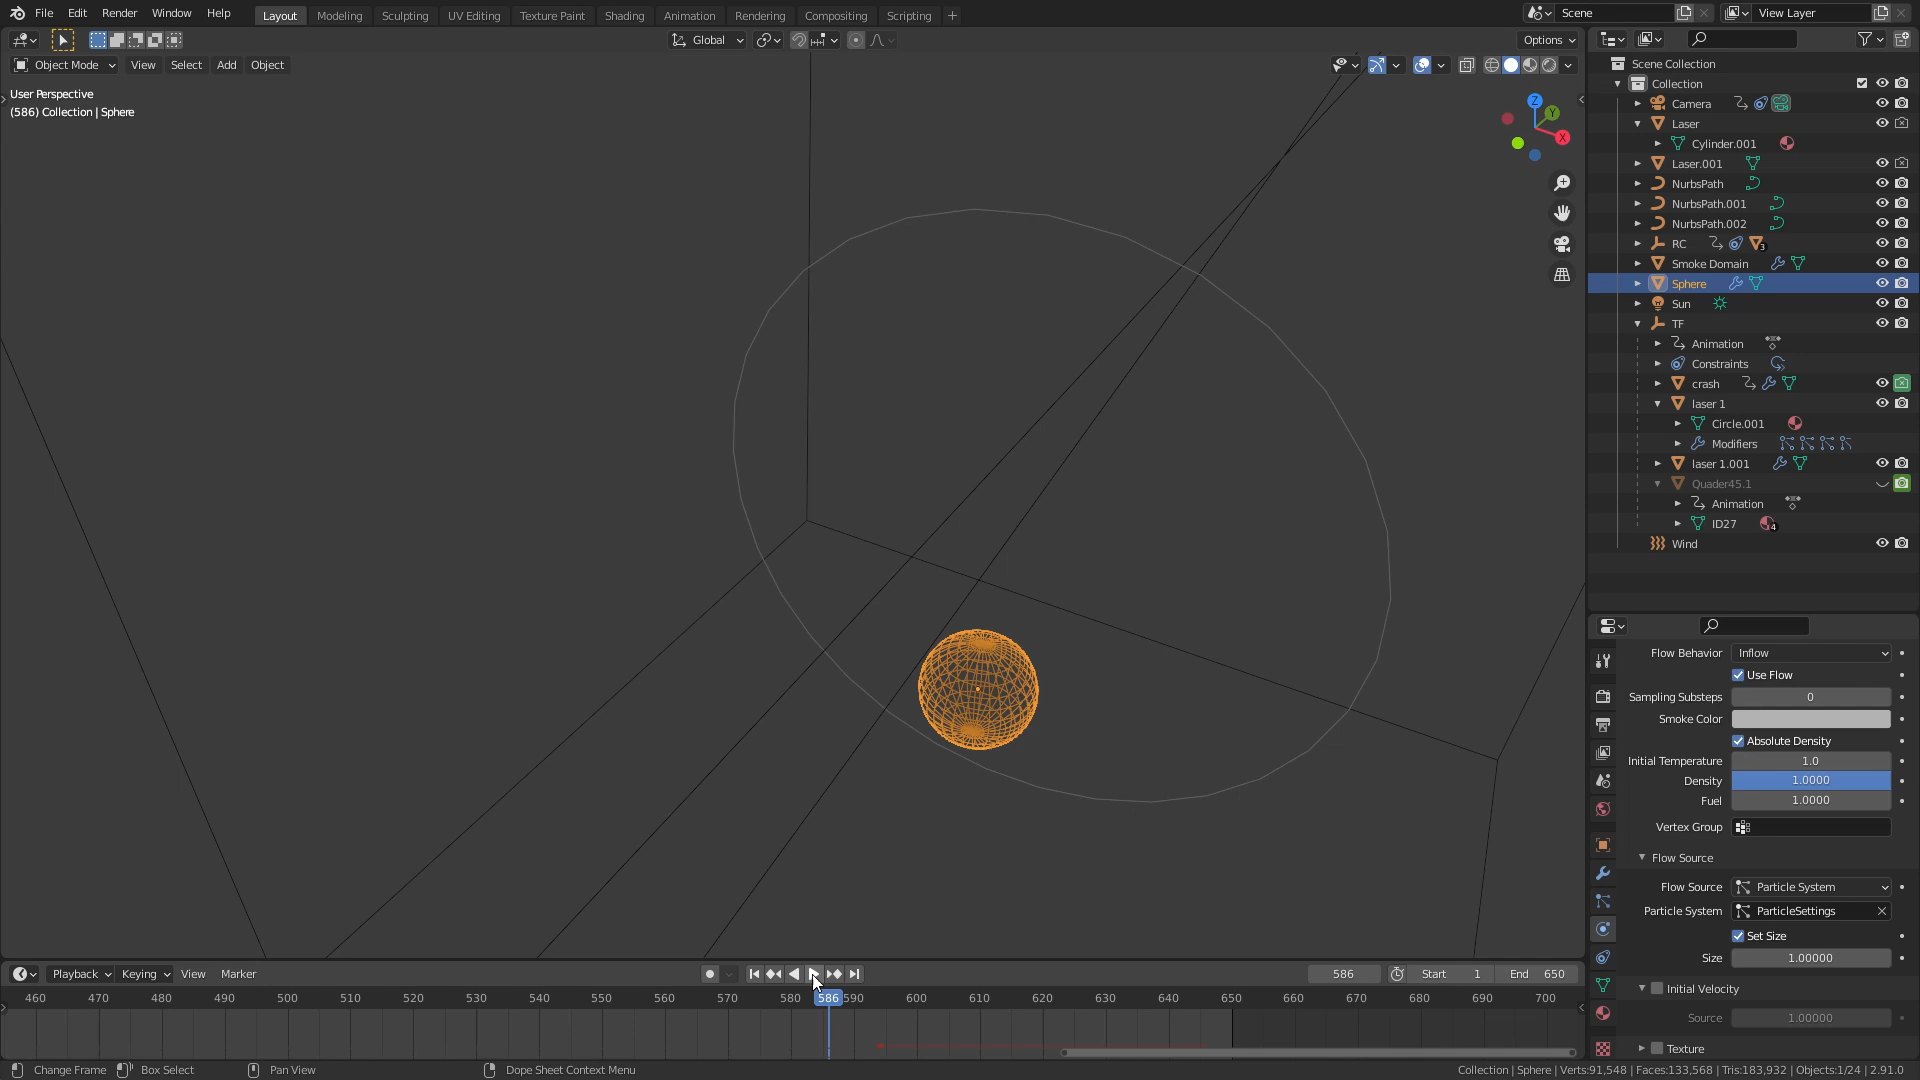 File Edit Render Window Help Layout Modeling Sculpting UV Editing Texture Paint Shading Animation Rendering Compositing Scripting + Scene View Layer
Global Options
Object Mode View Select Add Object
User Perspective
(586) Collection | Sphere
Z
Y
X
Scene Collection
Collection
Camera
Laser
Cylinder.001
Laser.001
NurbsPath
NurbsPath.001
NurbsPath.002
RC 3
Smoke Domain
Sphere
Sun
TF
Animation
Constraints
crash
laser 1
Circle.001
Modifiers
laser 1.001
Quader45.1
Animation
ID27 4
Wind
Flow Behavior Inflow
Use Flow
Sampling Substeps 0
Smoke Color
Absolute Density
Initial Temperature 1.0
Density 1.0000
Fuel 1.0000
Vertex Group
Flow Source
Flow Source Particle System
Particle System ParticleSettings
Set Size
Size 1.00000
Initial Velocity
Source 1.00000
Texture
Playback Keying View Marker 586 Start 1 End 650
460 470 480 490 500 510 520 530 540 550 560 570 580 586 590 600 610 620 630 640 650 660 670 680 690 700
Change Frame Box Select Pan View Dope Sheet Context Menu Collection | Sphere | Verts:91,548 | Faces:133,568 | Tris:183,932 | Objects:1/24 | 2.91.0